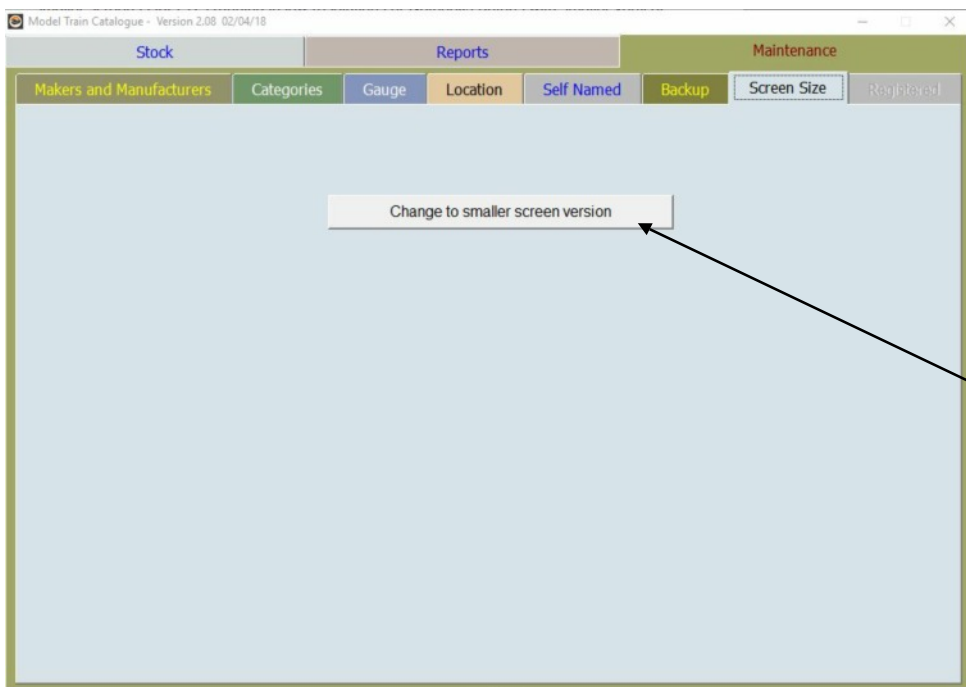 Model Train Catalogue - Version 2.08 02/04/18
Stock Reports Maintenance
Makers and Manufacturers Categories Gauge Location Self Named Backup Screen Size Registered
Change to smaller screen version